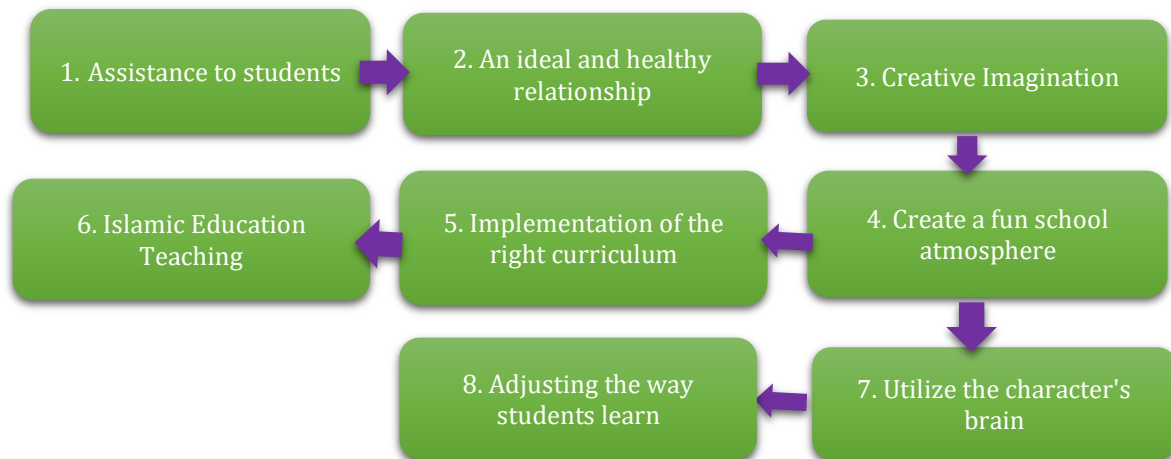 1. Assistance to students
2. An ideal and healthy
relationship
3. Creative Imagination
4. Create a fun school
atmosphere
5. Implementation of the
right curriculum
6. Islamic Education
Teaching
7. Utilize the character's
brain
8. Adjusting the way
students learn